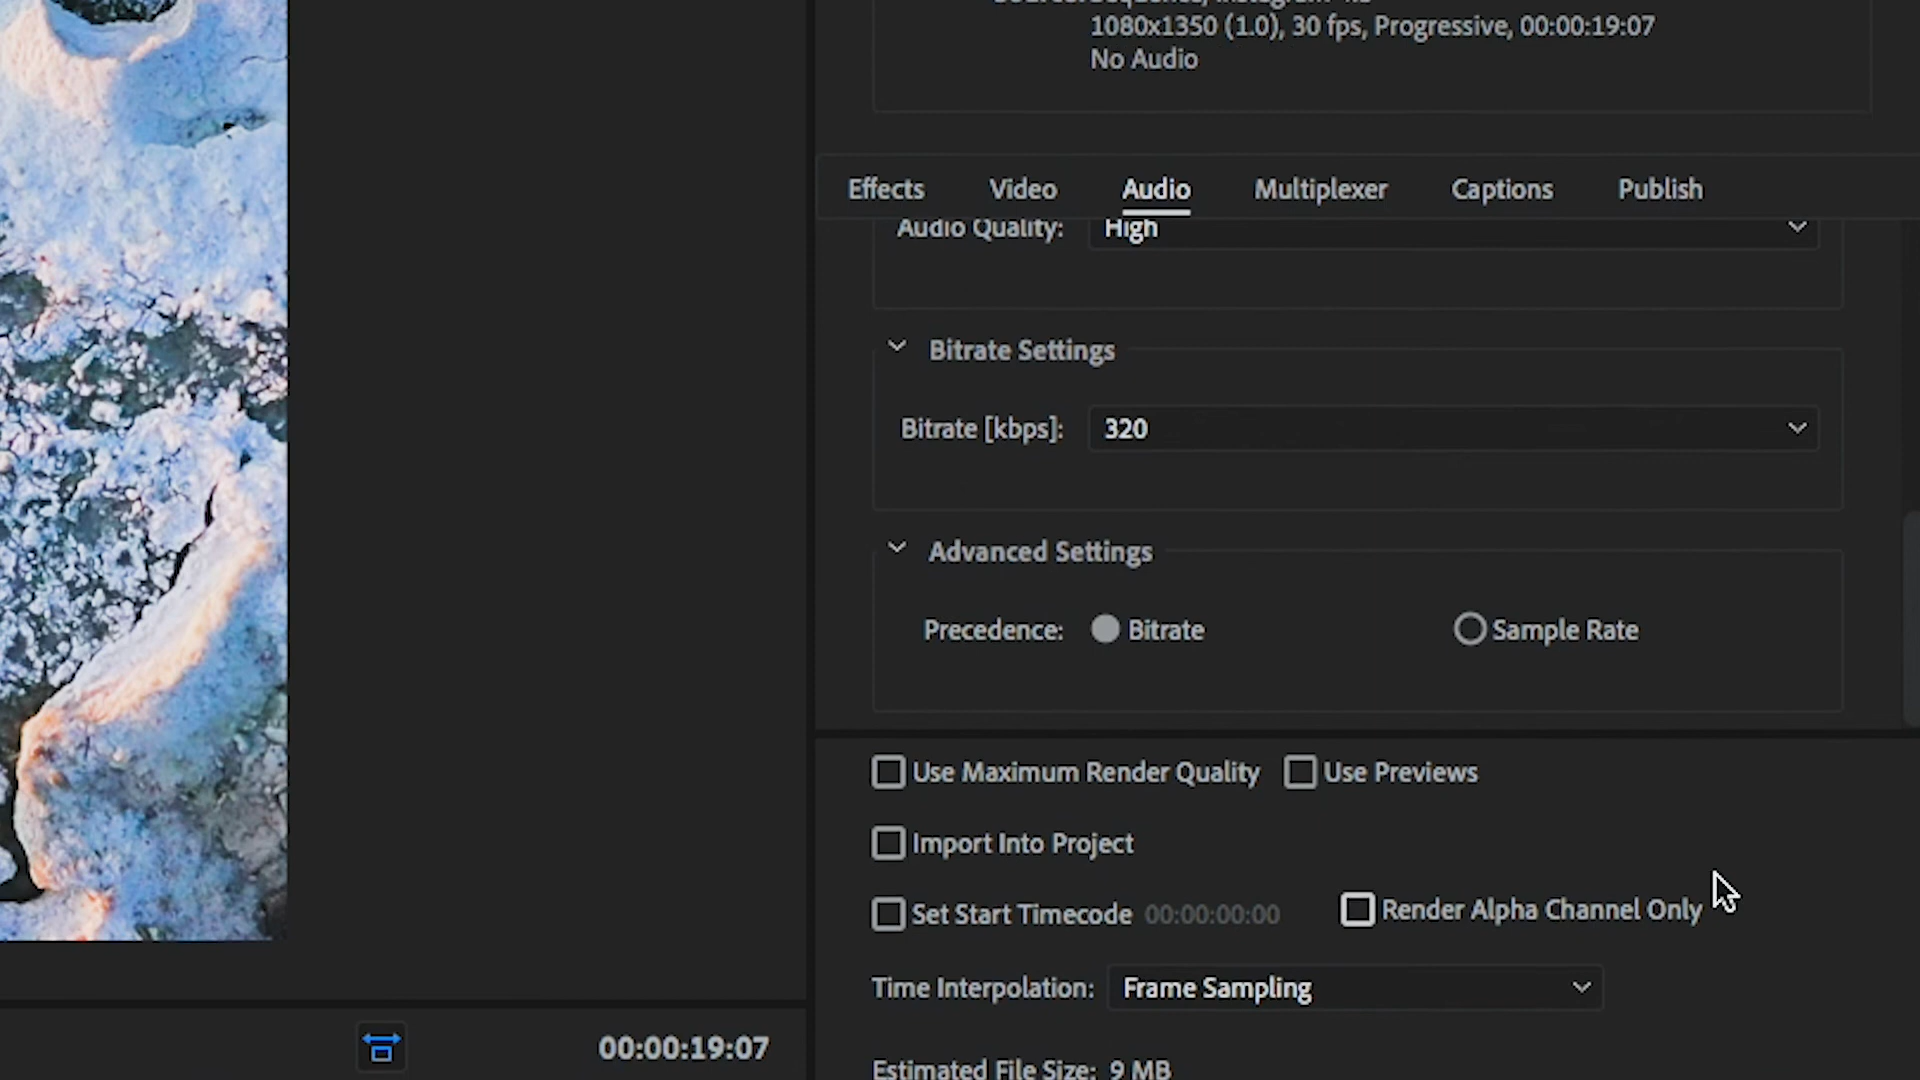 1080x1350 (1.0), 30 fps, Progressive, 00:00:19:07
No Audio
Effects Video Audio Multiplexer Captions Publish
Audio Quality: High
Bitrate Settings
Bitrate [kbps]: 320
Advanced Settings
Precedence: Bitrate Sample Rate
Use Maximum Render Quality Use Previews
Import Into Project
Set Start Timecode 00:00:00:00 Render Alpha Channel Only
Time Interpolation: Frame Sampling
00:00:19:07
Estimated File Size: 9 MB